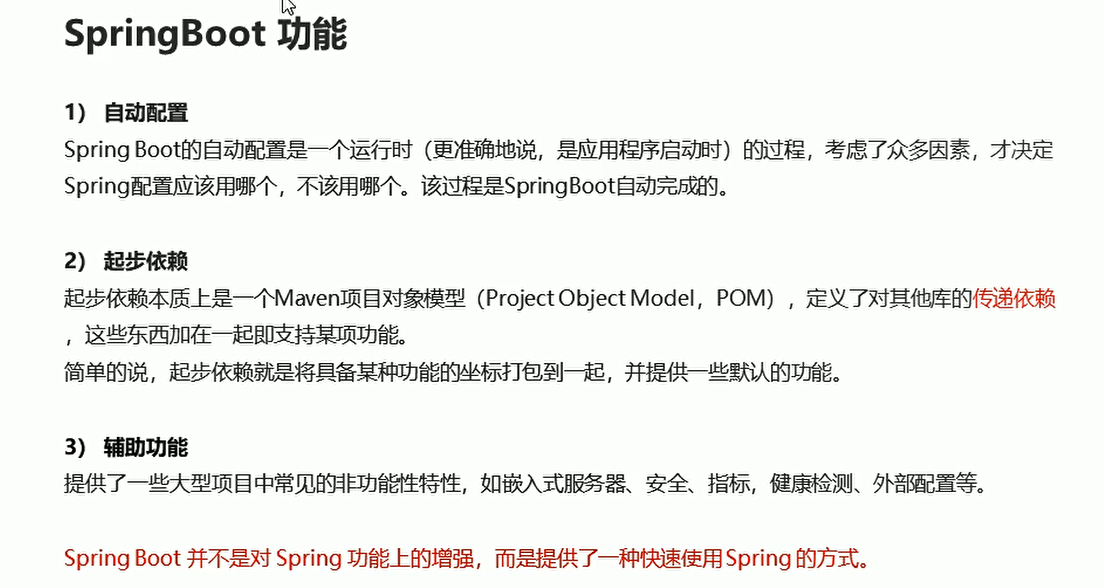 SpringBoot 功能
1） 自动配置
Spring Boot的自动配置是一个运行时（更准确地说，是应用程序启动时）的过程，考虑了众多因素，才决定
Spring配置应该用哪个，不该用哪个。该过程是SpringBoot自动完成的。
2） 起步依赖
起步依赖本质上是一个Maven项目对象模型（Project Object Model，POM），定义了对其他库的传递依赖
，这些东西加在一起即支持某项功能。
简单的说，起步依赖就是将具备某种功能的坐标打包到一起，并提供一些默认的功能。
3） 辅助功能
提供了一些大型项目中常见的非功能性特性，如嵌入式服务器、安全、指标，健康检测、外部配置等。
Spring Boot 并不是对 Spring 功能上的增强，而是提供了一种快速使用 Spring 的方式。